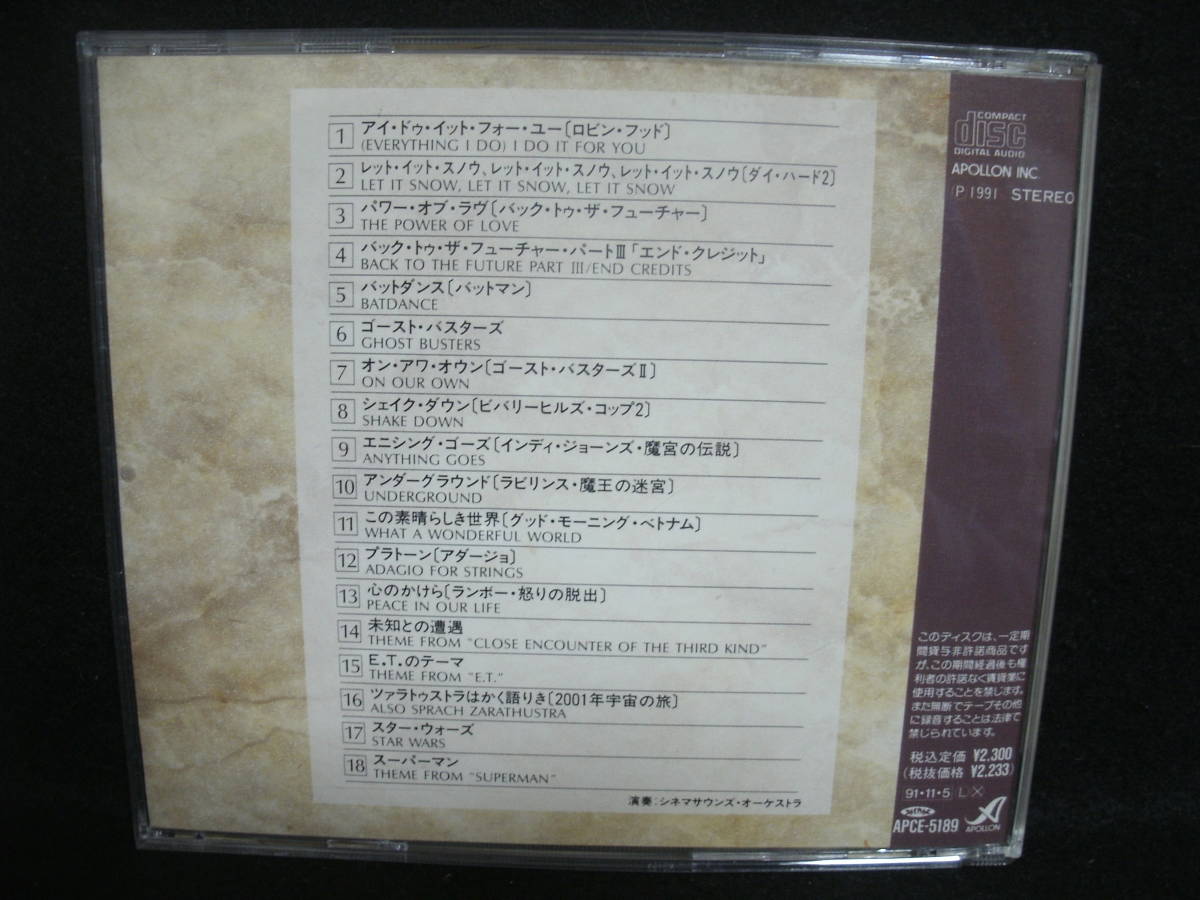 1 アイ・ドゥ・イット・フォー・ユー〔ロビン・フッド〕
(EVERYTHING I DO) I DO IT FOR YOU
2 レット・イット・スノウ、レット・イット・スノウ、レット・イット・スノウ〔ダイ・ハード2〕
LET IT SNOW, LET IT SNOW, LET IT SNOW
3 パワー・オブ・ラヴ〔バック・トゥ・ザ・フューチャー〕
THE POWER OF LOVE
4 バック・トゥ・ザ・フューチャー・パートⅢ「エンド・クレジット」
BACK TO THE FUTURE PART III/END CREDITS
5 バットダンス〔バットマン〕
BATDANCE
6 ゴースト・バスターズ
GHOST BUSTERS
7 オン・アワ・オウン〔ゴースト・バスターズⅡ〕
ON OUR OWN
8 シェイク・ダウン〔ビバリーヒルズ・コップ2〕
SHAKE DOWN
9 エニシング・ゴーズ〔インディ・ジョーンズ・魔宮の伝説〕
ANYTHING GOES
10 アンダーグラウンド〔ラビリンス・魔王の迷宮〕
UNDERGROUND
11 この素晴らしき世界〔グッド・モーニング・ベトナム〕
WHAT A WONDERFUL WORLD
12 プラトーン〔アダージョ〕
ADAGIO FOR STRINGS
13 心のかけら〔ランボー・怒りの脱出〕
PEACE IN OUR LIFE
14 未知との遭遇
THEME FROM "CLOSE ENCOUNTER OF THE THIRD KIND"
15 E.T.のテーマ
THEME FROM "E.T."
16 ツァラトゥストラはかく語りき〔2001年宇宙の旅〕
ALSO SPRACH ZARATHUSTRA
17 スター・ウォーズ
STAR WARS
18 スーパーマン
THEME FROM "SUPERMAN"
演奏：シネマサウンズ・オーケストラ
COMPACT
disc
DIGITAL AUDIO
APOLLON INC.
P 1991 STEREO
このディスクは、一定期
間貸与非許諾商品です
が、この期間経過後も権
利者の許諾なく賃貸業に
使用することを禁じます。
また無断でテープその他
に録音することは法律で
禁じられています。
税込定価 ¥2,300
(税抜価格 ¥2,233)
91・11・5 L X
APCE-5189
APOLLON